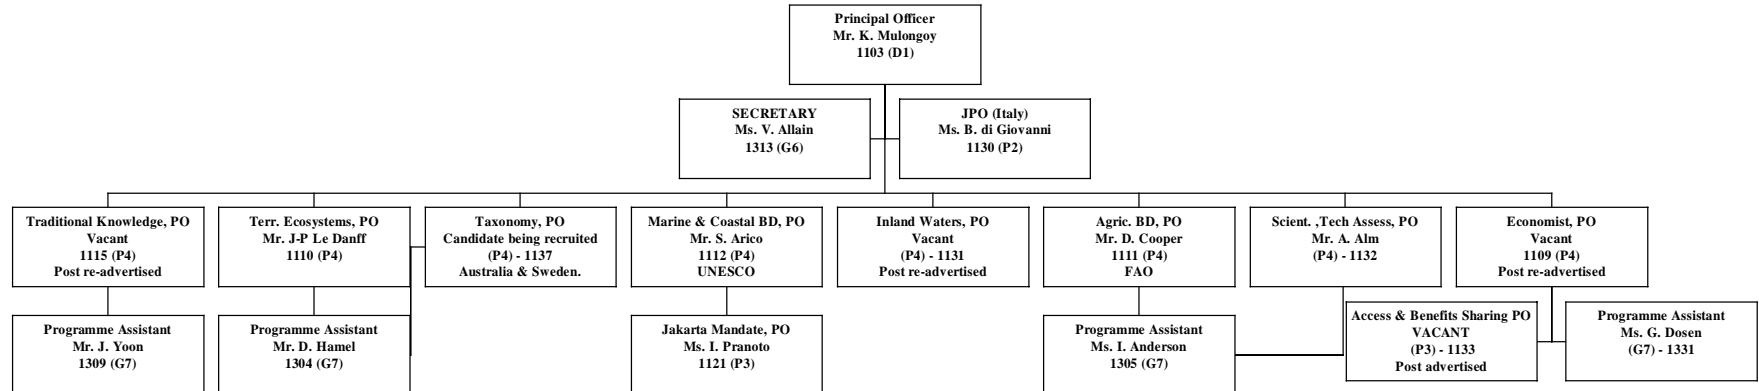 Principal Officer
Mr. K. Mulongoy
1103 (D1)
SECRETARY
Ms. V. Allain
1313 (G6)
JPO (Italy)
Ms. B. di Giovanni
1130 (P2)
Traditional Knowledge, PO
Vacant
1115 (P4)
Post re-advertised
Terr. Ecosystems, PO
Mr. J-P Le Danff
1110 (P4)
Taxonomy, PO
Candidate being recruited
(P4) - 1137
Australia & Sweden.
Marine & Coastal BD, PO
Mr. S. Arico
1112 (P4)
UNESCO
Inland Waters, PO
Vacant
(P4) - 1131
Post re-advertised
Agric. BD, PO
Mr. D. Cooper
1111 (P4)
FAO
Scient. ,Tech Assess, PO
Mr. A. Alm
(P4) - 1132
Economist, PO
Vacant
1109 (P4)
Post re-advertised
Programme Assistant
Mr. J. Yoon
1309 (G7)
Programme Assistant
Mr. D. Hamel
1304 (G7)
Jakarta Mandate, PO
Ms. I. Pranoto
1121 (P3)
Programme Assistant
Ms. I. Anderson
1305 (G7)
Access & Benefits Sharing PO
VACANT
(P3) - 1133
Post advertised
Programme Assistant
Ms. G. Dosen
(G7) - 1331